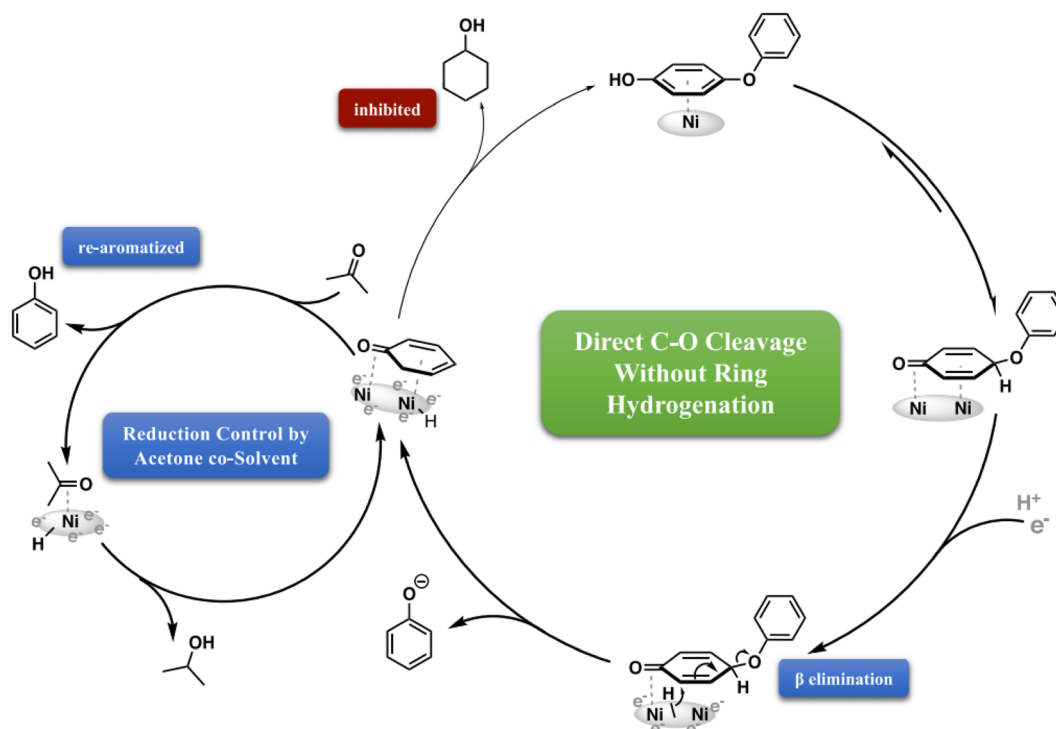 OH
inhibited
HO
O
Ni
re-aromatized
OH
O
O
e-
Ni
e-
e-
Ni
e-
e-
H
Direct C-O Cleavage
Without Ring
Hydrogenation
O
O
H
Ni
Ni
Reduction Control by
Acetone co-Solvent
O
e-
Ni
e-
e-
e-
H
H+
e-
OH
O⊖
O
O
H
H
e-
Ni
e-
Ni
e-
e-
β elimination